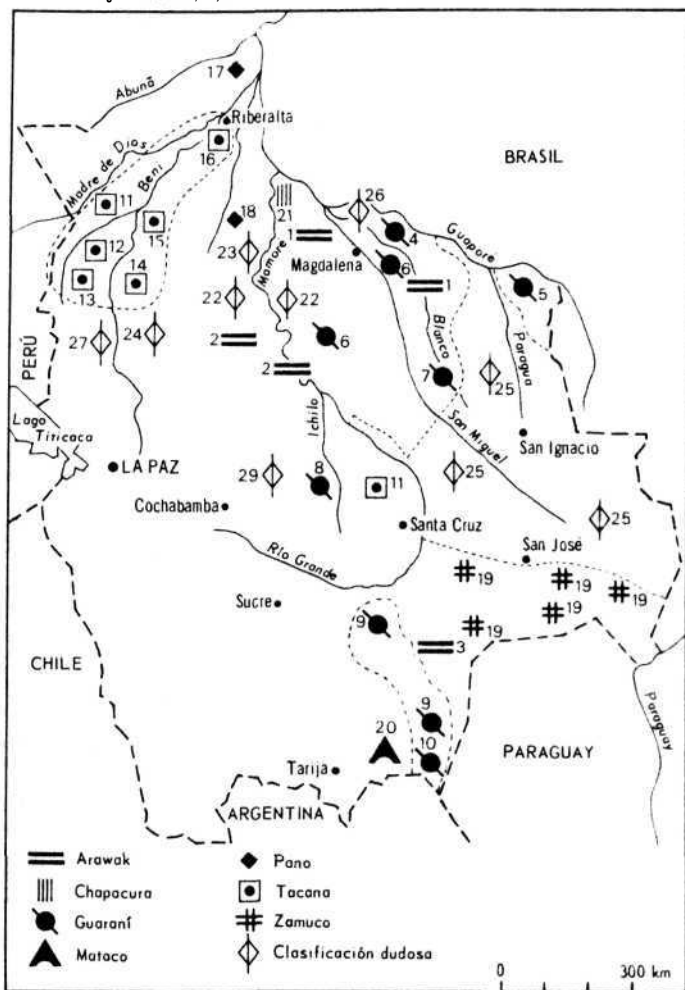 17
Abunã
Riberalta
16
Madre de Dios
Beni
BRASIL
11
15
18
21
26
4
Guapore
12
1
Mamore
23
Magdalena
6
1
5
13
14
22
22
Blanco
Paragua
27
24
2
6
7
25
PERÚ
2
Lago
Titicaca
San Miguel
San Ignacio
LA PAZ
Ichilo
29
8
11
25
Cochabamba
Santa Cruz
25
San José
Río Grande
19
19
19
Sucre
19
19
9
3
CHILE
Paraguay
9
20
10
PARAGUAY
Tarija
ARGENTINA
Arawak
Pano
Chapacura
Tacana
Guaraní
Zamuco
Mataco
Clasificación dudosa
0 300 km